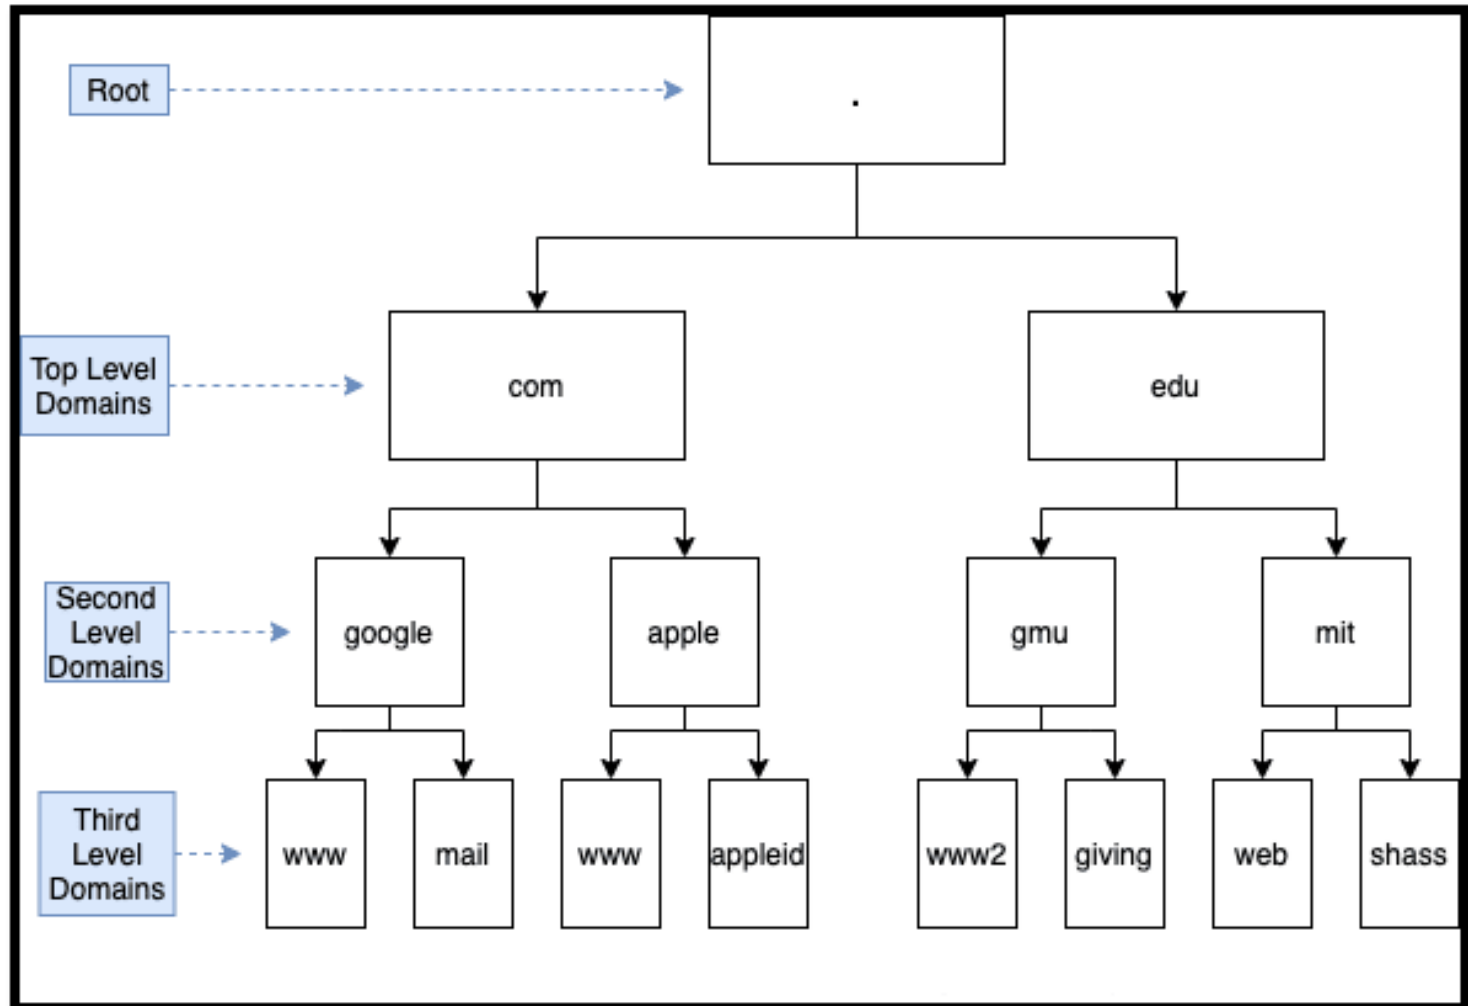 Root
.
Top Level
Domains
com
edu
Second
Level
Domains
google
apple
gmu
mit
Third
Level
Domains
www
mail
www
appleid
www2
giving
web
shass